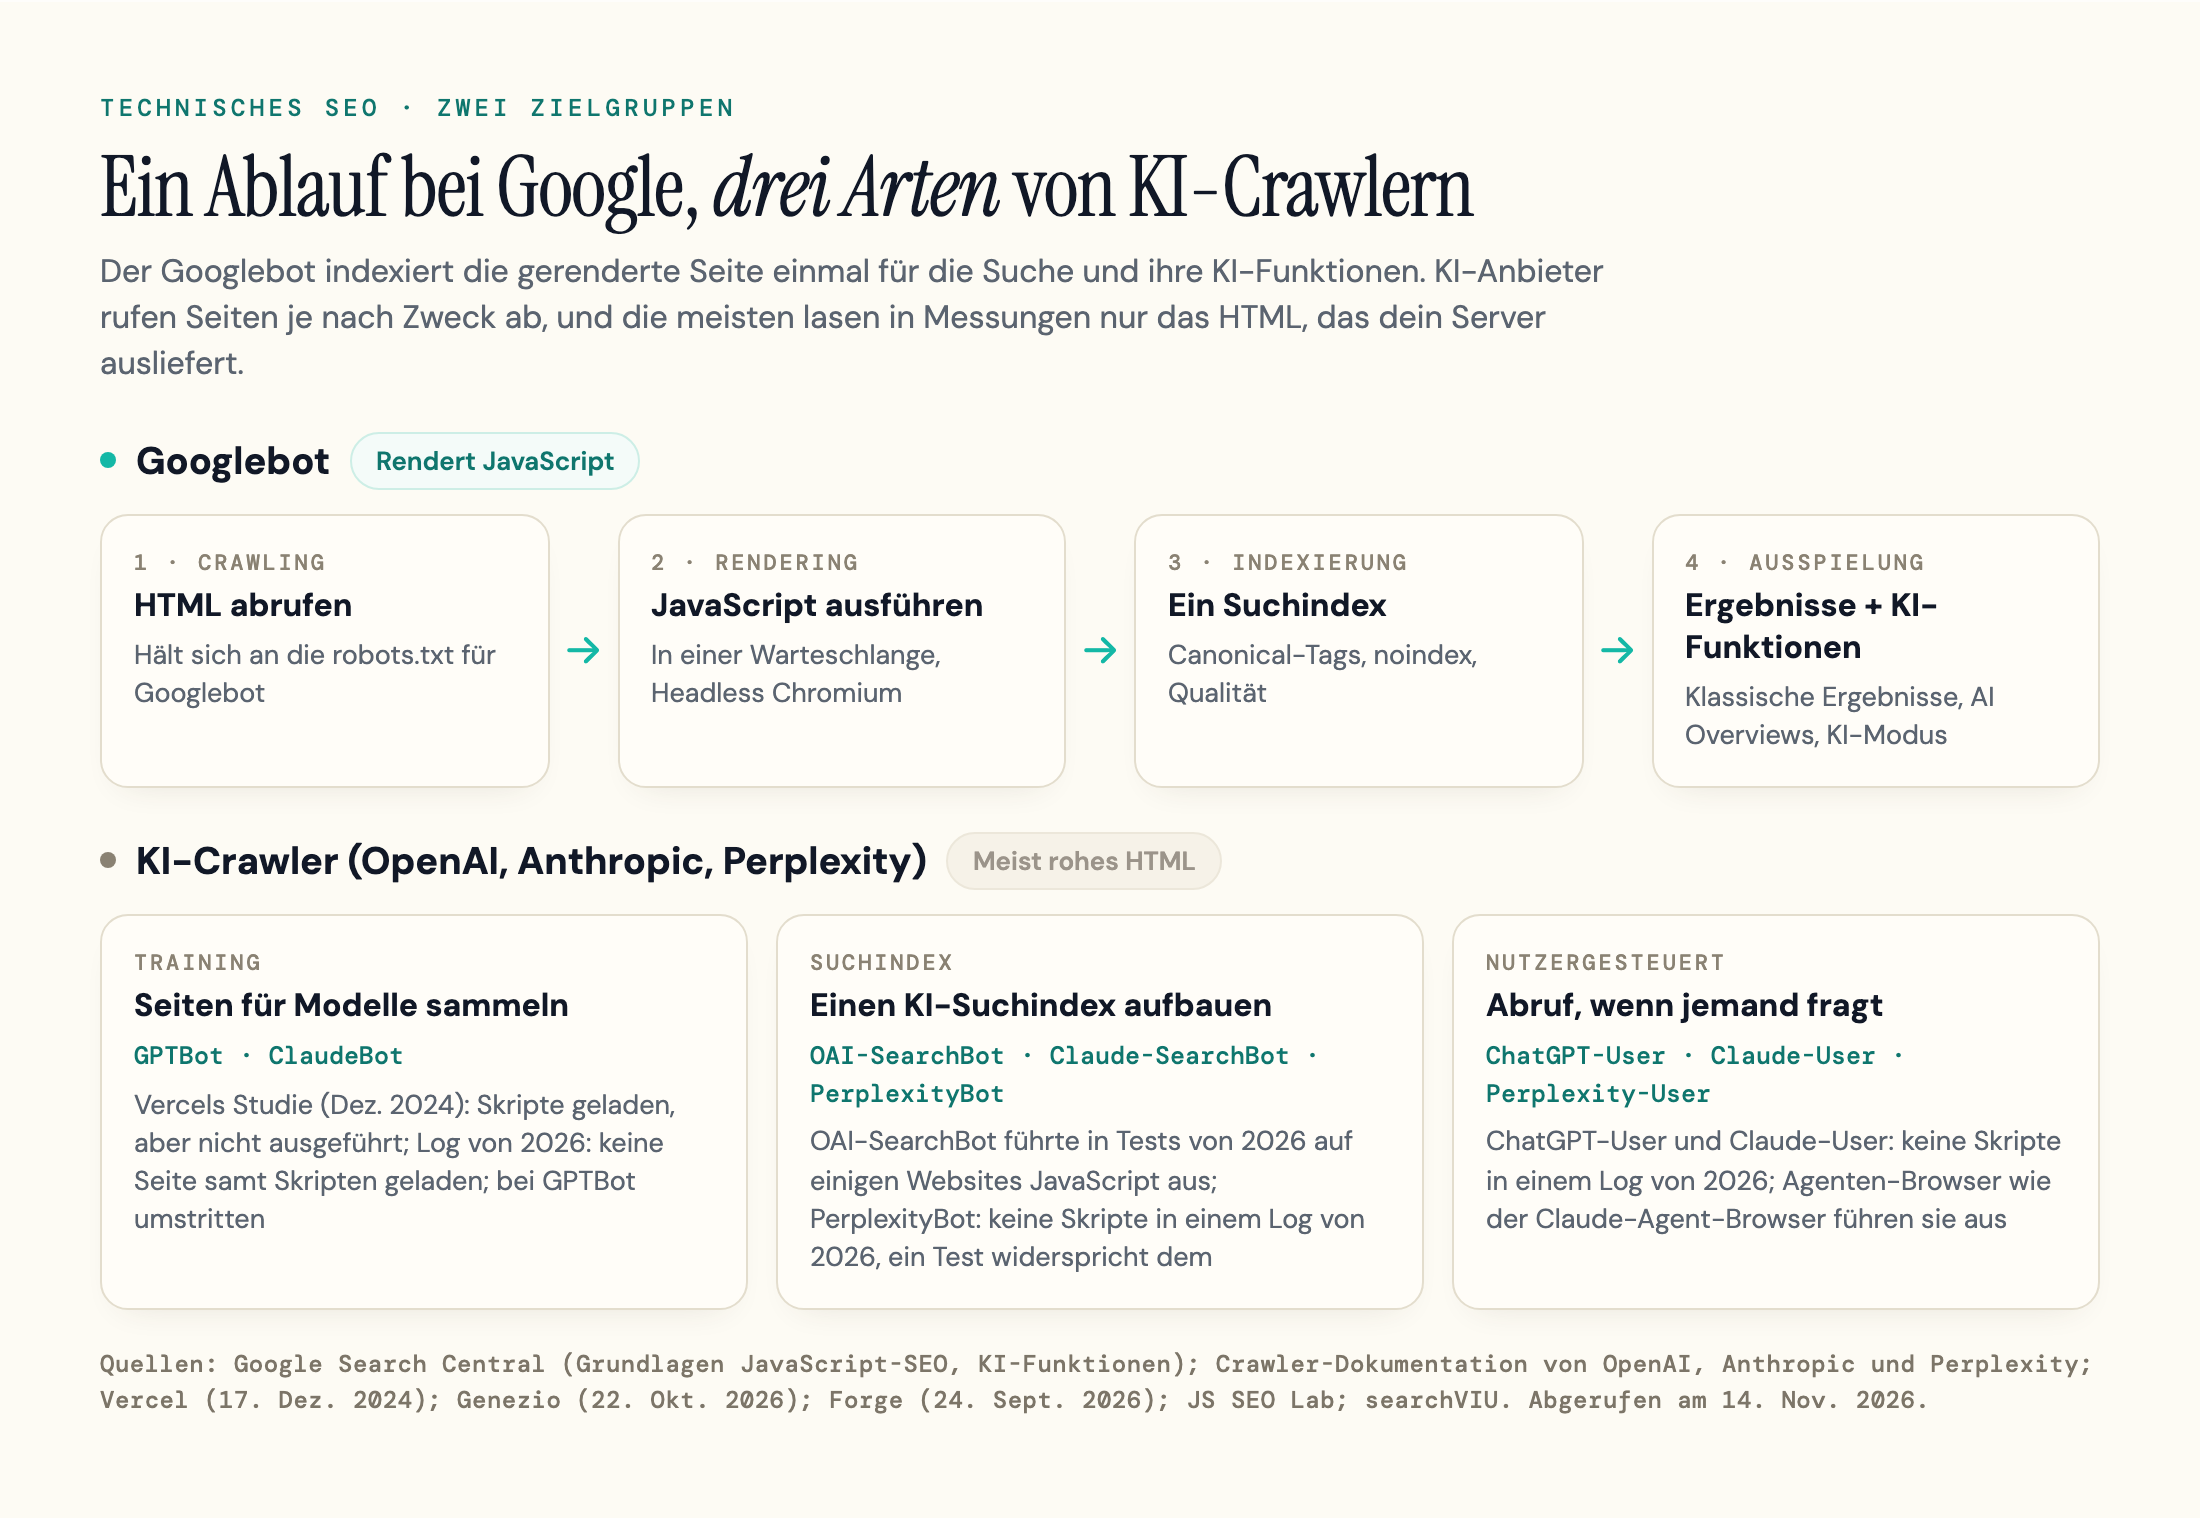 TECHNISCHES SEO · ZWEI ZIELGRUPPEN
Ein Ablauf bei Google, drei Arten von KI-Crawlern
Der Googlebot indexiert die gerenderte Seite einmal für die Suche und ihre KI-Funktionen. KI-Anbieter
rufen Seiten je nach Zweck ab, und die meisten lasen in Messungen nur das HTML, das dein Server
ausliefert.
Googlebot
Rendert JavaScript
1 · CRAWLING
HTML abrufen
Hält sich an die robots.txt für
Googlebot
→
2 · RENDERING
JavaScript ausführen
In einer Warteschlange,
Headless Chromium
→
3 · INDEXIERUNG
Ein Suchindex
Canonical-Tags, noindex,
Qualität
→
4 · AUSSPIELUNG
Ergebnisse + KI-
Funktionen
Klassische Ergebnisse, AI
Overviews, KI-Modus
KI-Crawler (OpenAI, Anthropic, Perplexity)
Meist rohes HTML
TRAINING
Seiten für Modelle sammeln
GPTBot · ClaudeBot
Vercels Studie (Dez. 2024): Skripte geladen,
aber nicht ausgeführt; Log von 2026: keine
Seite samt Skripten geladen; bei GPTBot
umstritten
SUCHINDEX
Einen KI-Suchindex aufbauen
OAI-SearchBot · Claude-SearchBot ·
PerplexityBot
OAI-SearchBot führte in Tests von 2026 auf
einigen Websites JavaScript aus;
PerplexityBot: keine Skripte in einem Log von
2026, ein Test widerspricht dem
NUTZERGESTEUERT
Abruf, wenn jemand fragt
ChatGPT-User · Claude-User ·
Perplexity-User
ChatGPT-User und Claude-User: keine Skripte
in einem Log von 2026; Agenten-Browser wie
der Claude-Agent-Browser führen sie aus
Quellen: Google Search Central (Grundlagen JavaScript-SEO, KI-Funktionen); Crawler-Dokumentation von OpenAI, Anthropic und Perplexity;
Vercel (17. Dez. 2024); Genezio (22. Okt. 2026); Forge (24. Sept. 2026); JS SEO Lab; searchVIU. Abgerufen am 14. Nov. 2026.